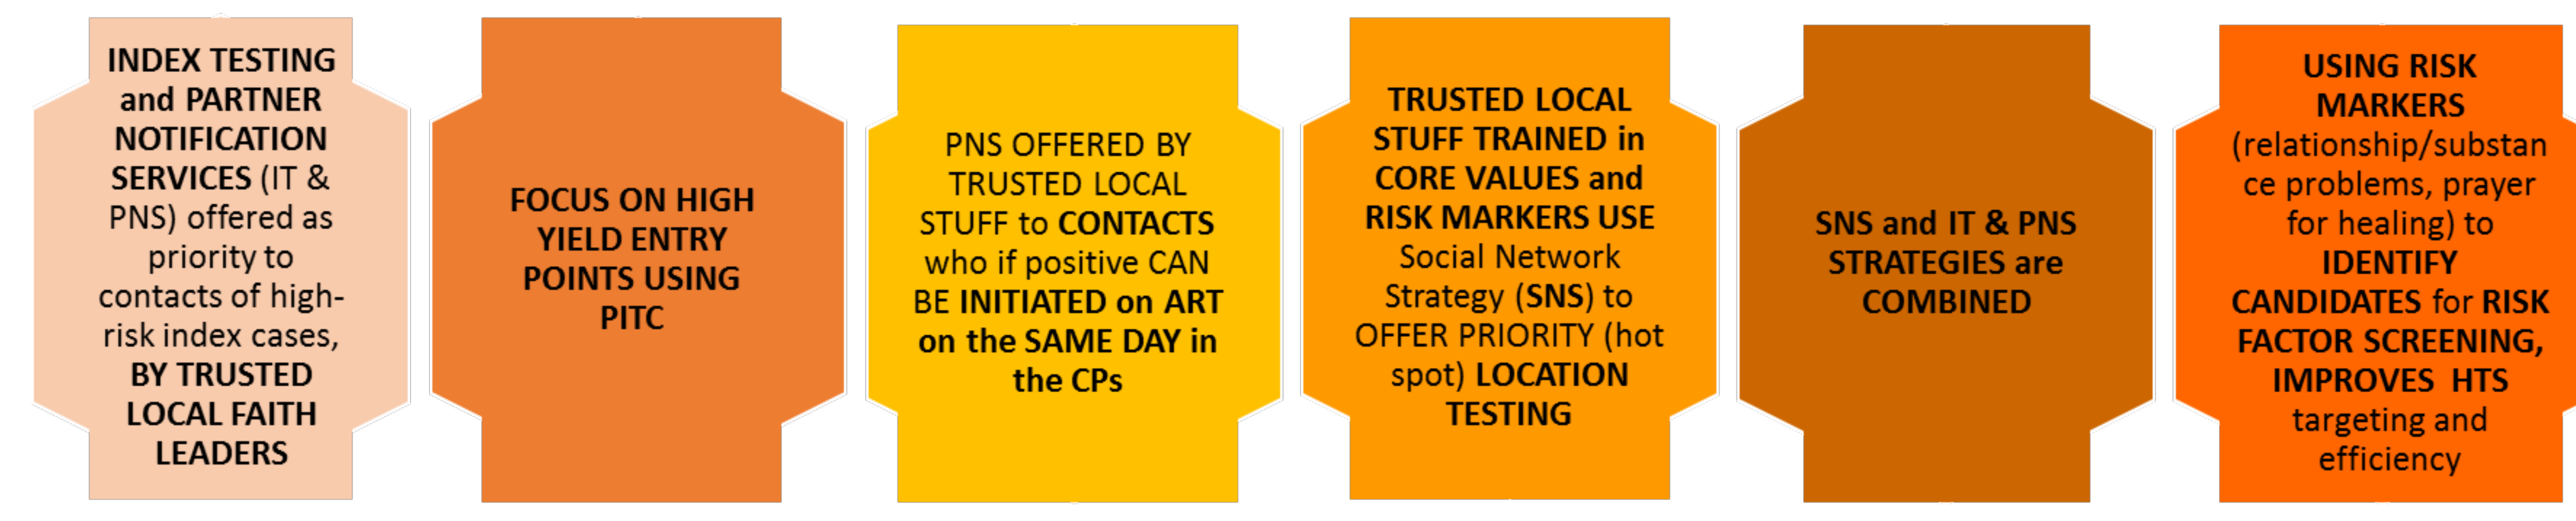 INDEX TESTING
and PARTNER
NOTIFICATION
SERVICES (IT &
PNS) offered as
priority to
contacts of high-
risk index cases,
BY TRUSTED
LOCAL FAITH
LEADERS
FOCUS ON HIGH
YIELD ENTRY
POINTS USING
PITC
PNS OFFERED BY
TRUSTED LOCAL
STUFF to CONTACTS
who if positive CAN
BE INITIATED on ART
on the SAME DAY in
the CPs
TRUSTED LOCAL
STUFF TRAINED in
CORE VALUES and
RISK MARKERS USE
Social Network
Strategy (SNS) to
OFFER PRIORITY (hot
spot) LOCATION
TESTING
SNS and IT & PNS
STRATEGIES are
COMBINED
USING RISK
MARKERS
(relationship/substan
ce problems, prayer
for healing) to
IDENTIFY
CANDIDATES for RISK
FACTOR SCREENING,
IMPROVES HTS
targeting and
efficiency